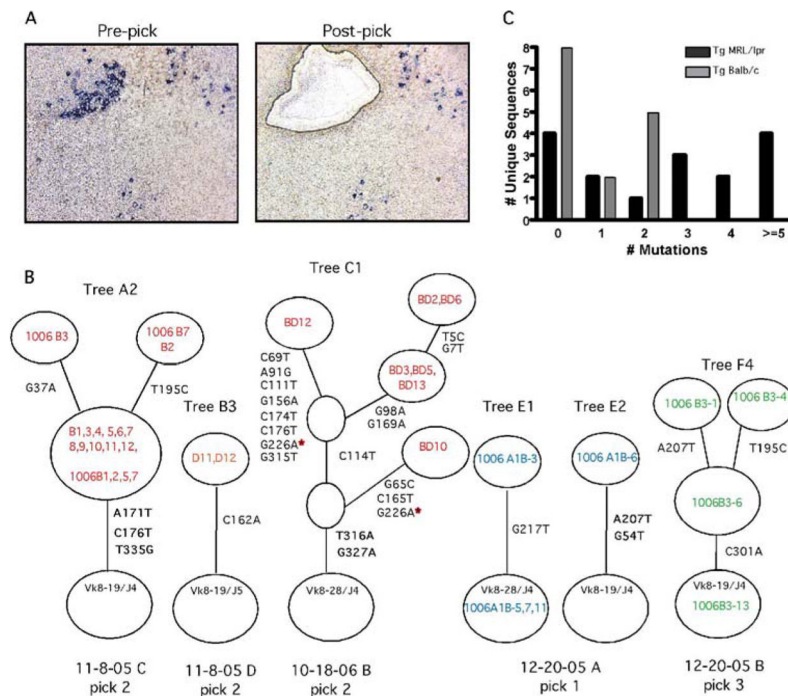 A
Pre-pick
Post-pick
C
# Unique Sequences
8
7
6
5
4
3
2
1
0
0
1
2
3
4
>=5
# Mutations
Tg MRL/lpr
Tg Balb/c
B
Tree A2
1006 B3
1006 B7
B2
G37A
T195C
B1,3,4, 5,6,7
8,9,10,11,12,
1006B1,2,5,7
A171T
C176T
T335G
Vk8-19/J4
11-8-05 C
pick 2
Tree B3
D11,D12
C162A
Vk8-19/J5
11-8-05 D
pick 2
Tree C1
BD12
BD2,BD6
C69T
A91G
C111T
G156A
C174T
C176T
G226A*
G315T
T5C
G7T
BD3,BD5,
BD13
G98A
G169A
C114T
BD10
G65C
C165T
G226A*
T316A
G327A
Vk8-28/J4
10-18-06 B
pick 2
Tree E1
1006 A1B-3
G217T
Vk8-28/J4
1006A1B-5,7,11
Tree E2
1006 A1B-6
A207T
G54T
Vk8-19/J4
12-20-05 A
pick 1
Tree F4
1006 B3-1
1006 B3-4
A207T
T195C
1006B3-6
C301A
Vk8-19/J4
1006B3-13
12-20-05 B
pick 3